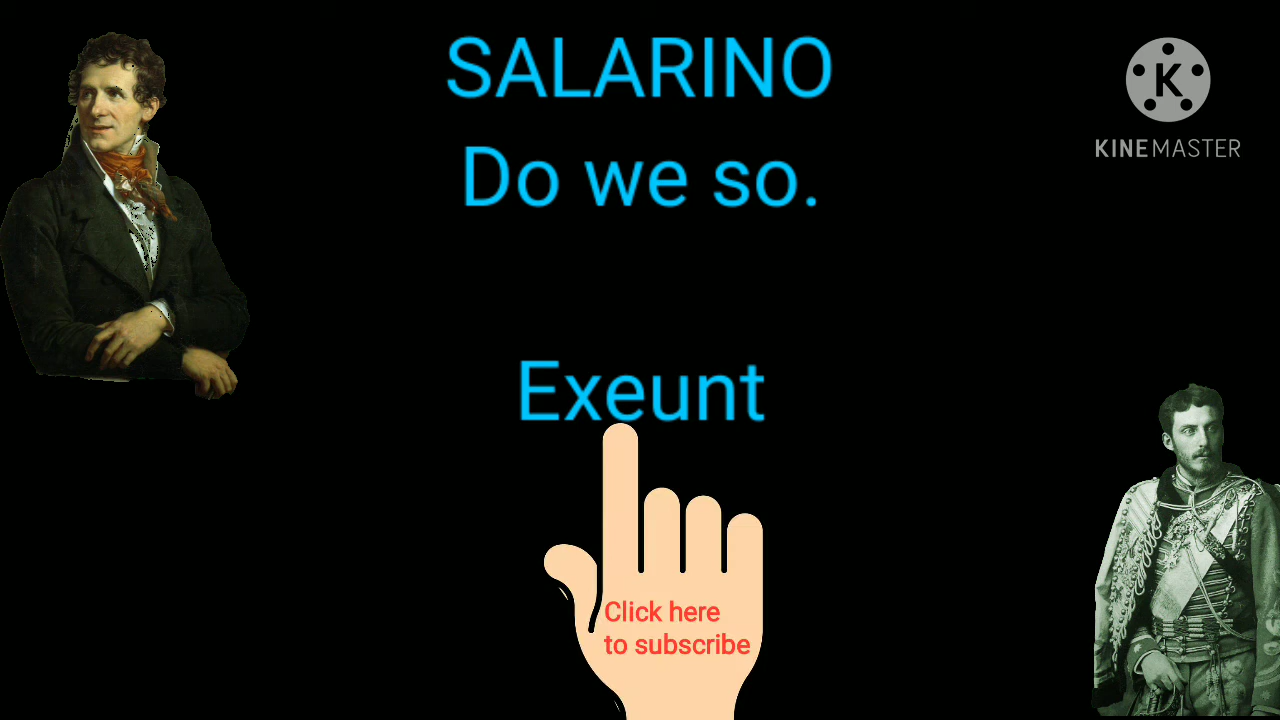 SALARINO
Do we so.
Exeunt
Click here
to subscribe
K
KINEMASTER